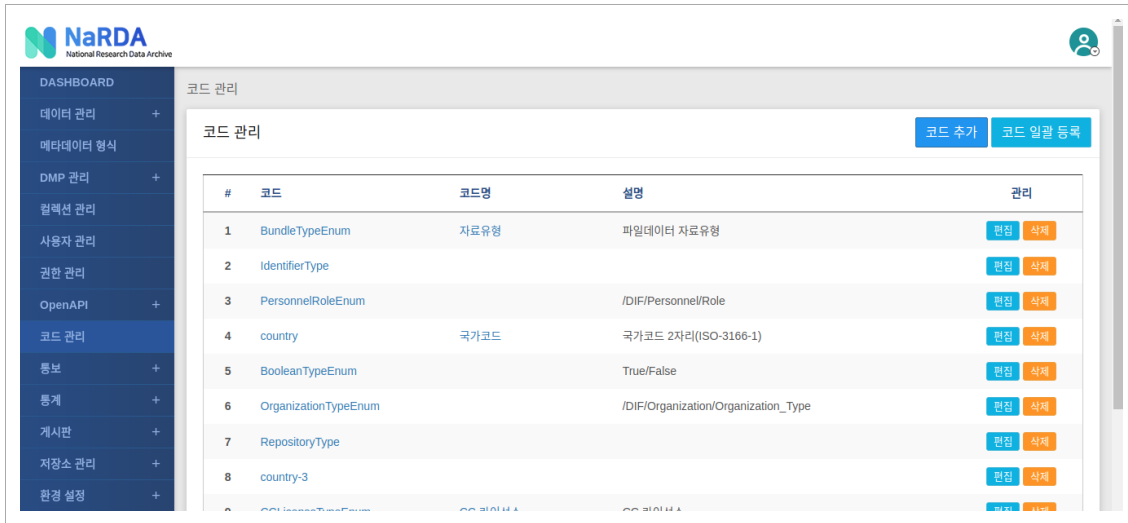 NaRDA
National Research Data Archive
DASHBOARD
데이터 관리 +
메타데이터 형식
DMP 관리 +
컬렉션 관리
사용자 관리
권한 관리
OpenAPI +
코드 관리
통보 +
통계 +
게시판 +
저장소 관리 +
환경 설정 +
코드 관리
코드 관리
코드 추가 코드 일괄 등록
# 코드 코드명 설명 관리
1 BundleTypeEnum 자료유형 파일데이터 자료유형 편집 삭제
2 IdentifierType 편집 삭제
3 PersonnelRoleEnum /DIF/Personnel/Role 편집 삭제
4 country 국가코드 국가코드 2자리(ISO-3166-1) 편집 삭제
5 BooleanTypeEnum True/False 편집 삭제
6 OrganizationTypeEnum /DIF/Organization/Organization_Type 편집 삭제
7 RepositoryType 편집 삭제
8 country-3 편집 삭제